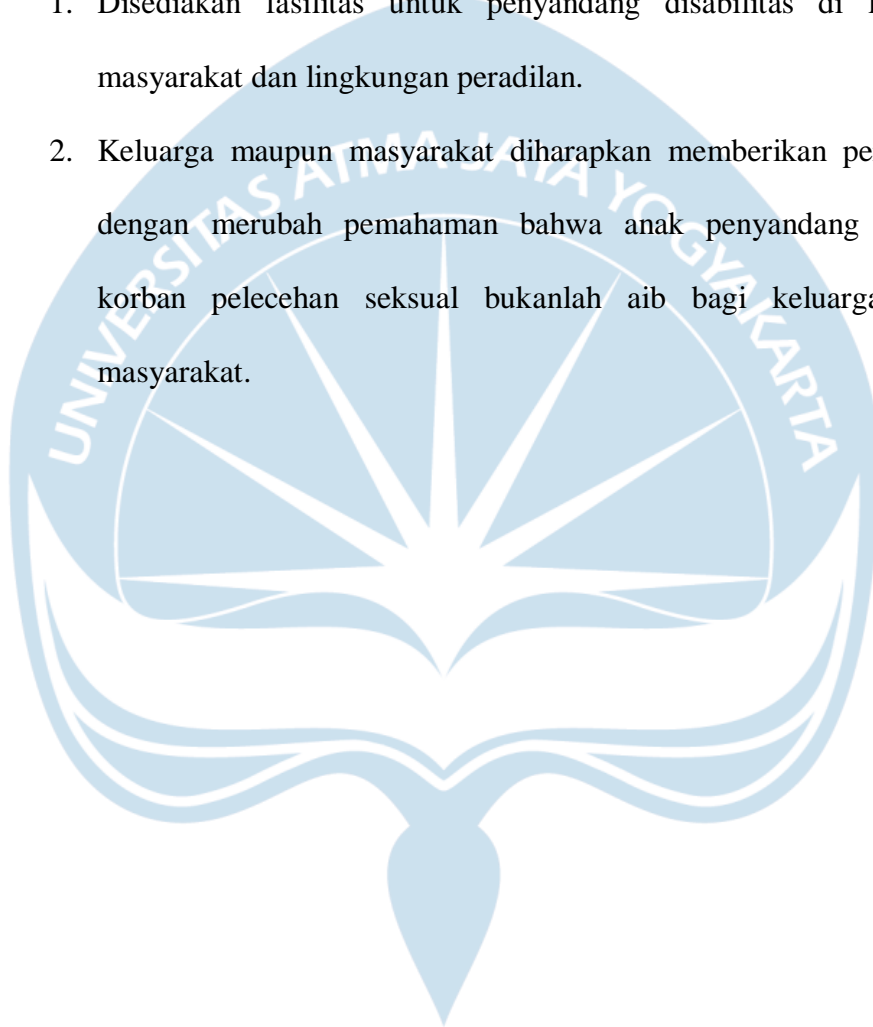 1. Disediakan fasilitas untuk penyandang disabilitas di
masyarakat dan lingkungan peradilan.
2. Keluarga maupun masyarakat diharapkan memberikan
dengan merubah pemahaman bahwa anak penyandang
korban pelecehan seksual bukanlah aib bagi keluarga
masyarakat.
UNIVERSITAS ATMA JAYA YOGYAKARTA